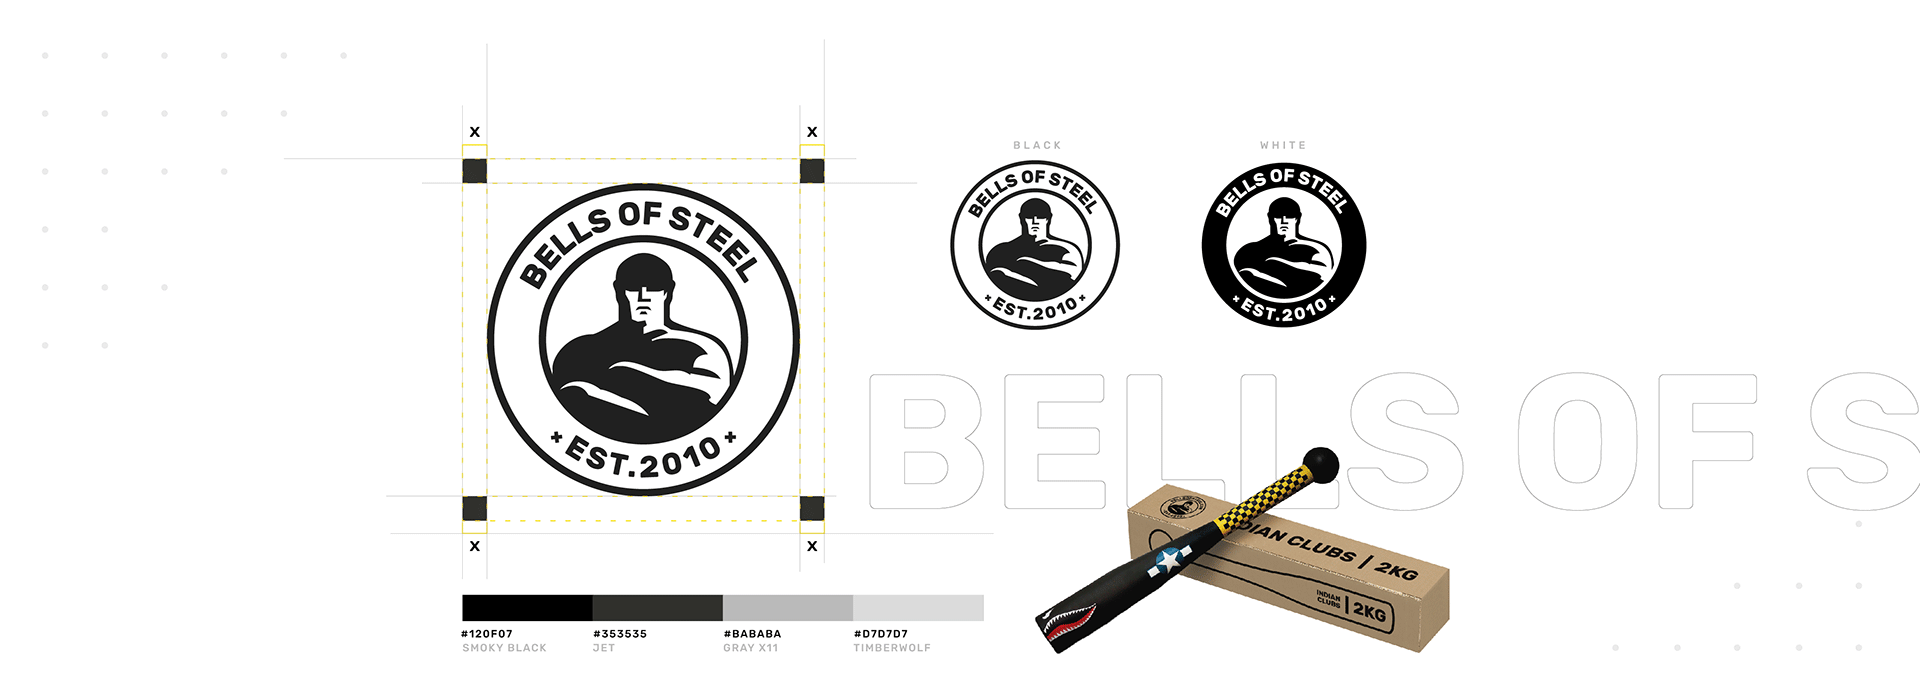 X X
BELLS OF STEEL
EST.2010
X X
#120F07
SMOKY BLACK
#353535
JET
#BABABA
GRAY X11
#D7D7D7
TIMBERWOLF
BLACK
BELLS OF STEEL
EST.2010
WHITE
BELLS OF STEEL
EST.2010
BELLS OF S
DIAN CLUBS | 2KG
INDIAN
CLUBS | 2KG